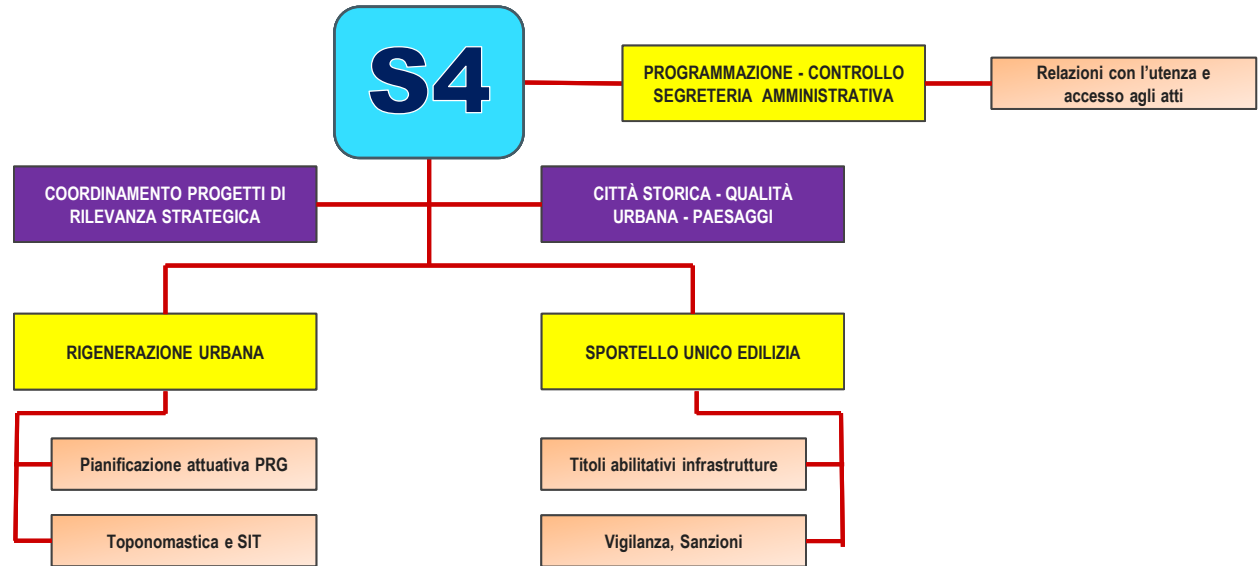 S4
PROGRAMMAZIONE - CONTROLLO
SEGRETERIA AMMINISTRATIVA
Relazioni con l'utenza e
accesso agli atti
COORDINAMENTO PROGETTI DI
RILEVANZA STRATEGICA
CITTÀ STORICA - QUALITÀ
URBANA - PAESAGGI
RIGENERAZIONE URBANA
SPORTELLO UNICO EDILIZIA
Pianificazione attuativa PRG
Titoli abilitativi infrastrutture
Toponomastica e SIT
Vigilanza, Sanzioni